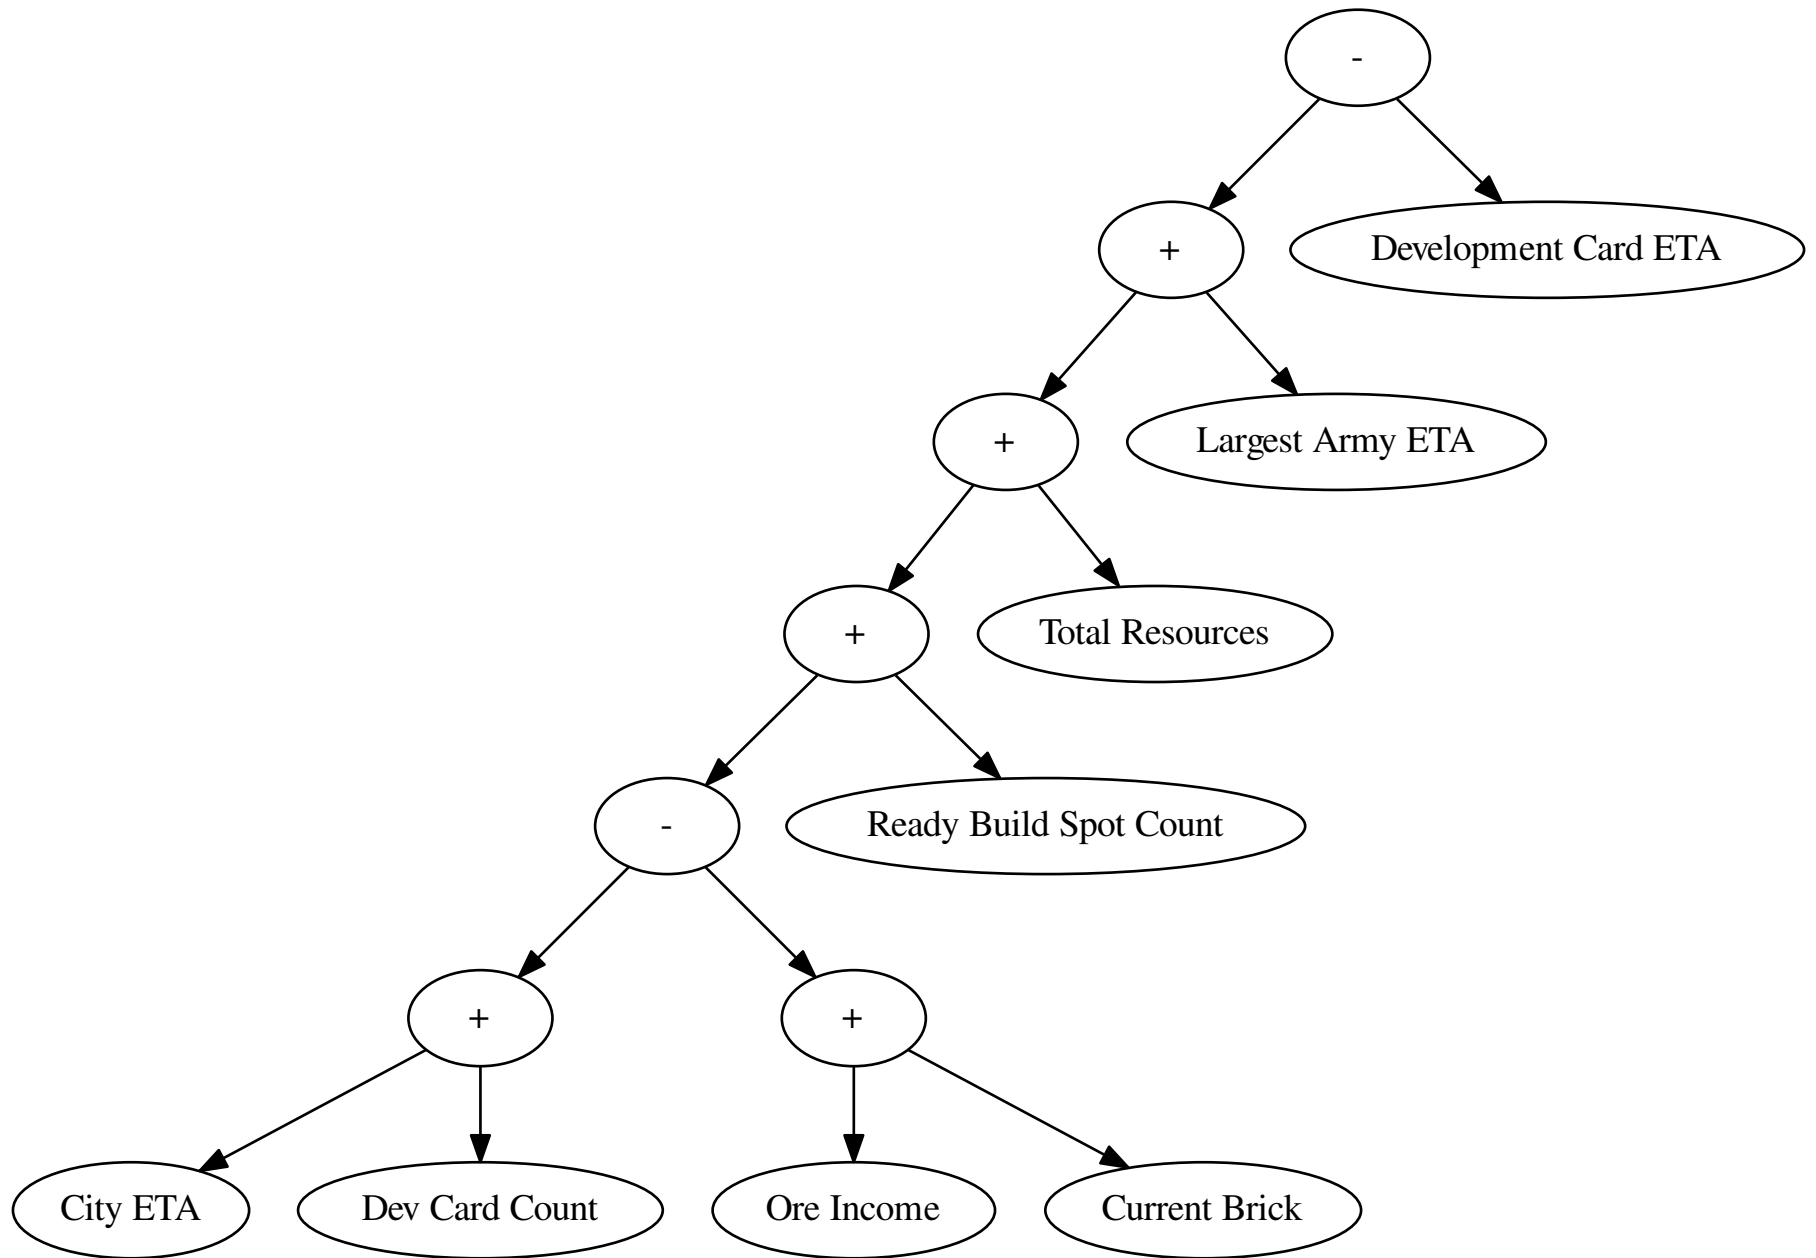 -
+
Development Card ETA
+
Largest Army ETA
+
Total Resources
-
Ready Build Spot Count
+
+
City ETA
Dev Card Count
Ore Income
Current Brick